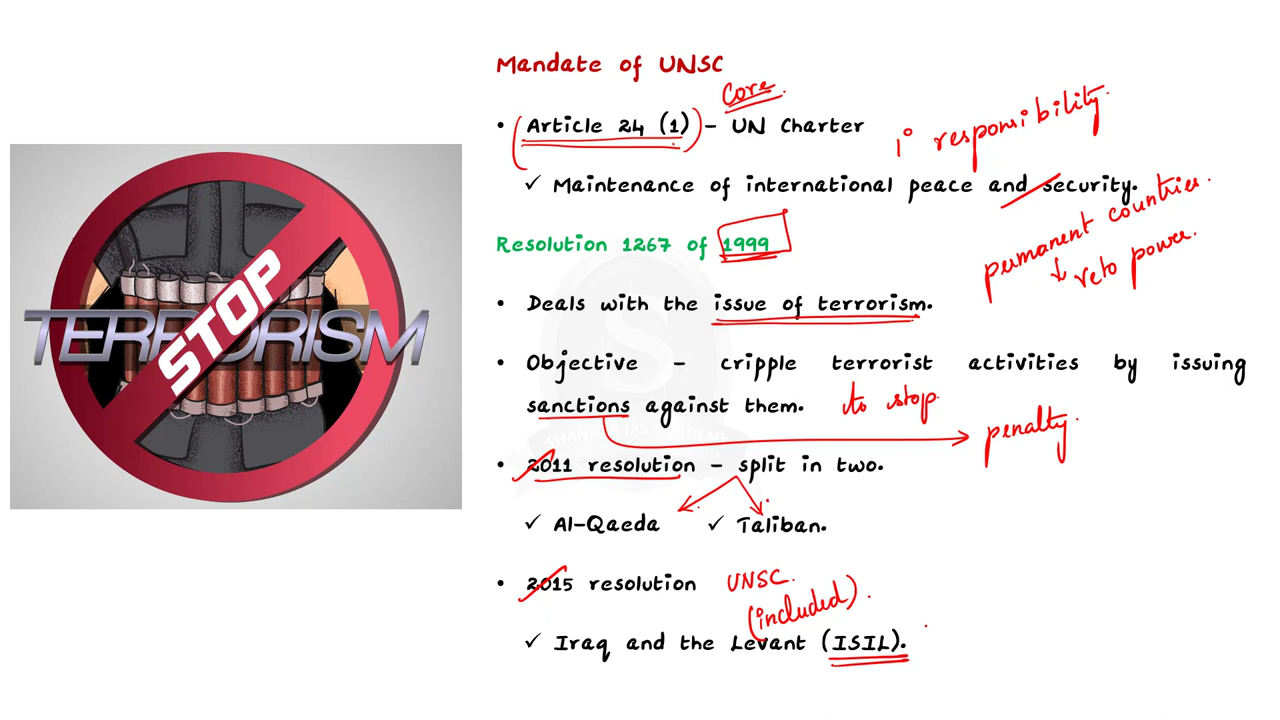 TERRORISM
STOP
Mandate of UNSC
Core.
• (Article 24 (1)) – UN Charter
1° responsibility.
✓ Maintenance of international peace and security.
permanent countries.
↓ veto power.
Resolution 1267 of 1999
• Deals with the issue of terrorism.
• Objective – cripple terrorist activities by issuing
sanctions against them. to stop.
penalty.
• 2011 resolution – split in two.
✓ Al-Qaeda ✓ Taliban.
• 2015 resolution UNSC.
(included).
✓ Iraq and the Levant (ISIL).